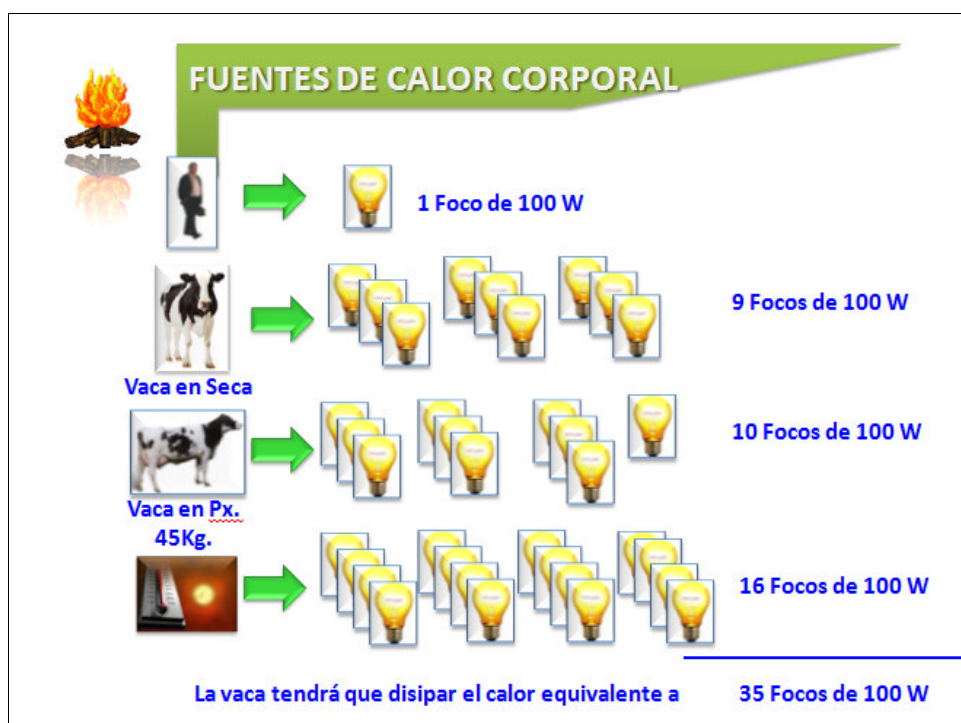 FUENTES DE CALOR CORPORAL
1 Foco de 100 W
9 Focos de 100 W
Vaca en Seca
10 Focos de 100 W
Vaca en Px.
45Kg.
16 Focos de 100 W
La vaca tendrá que disipar el calor equivalente a 35 Focos de 100 W